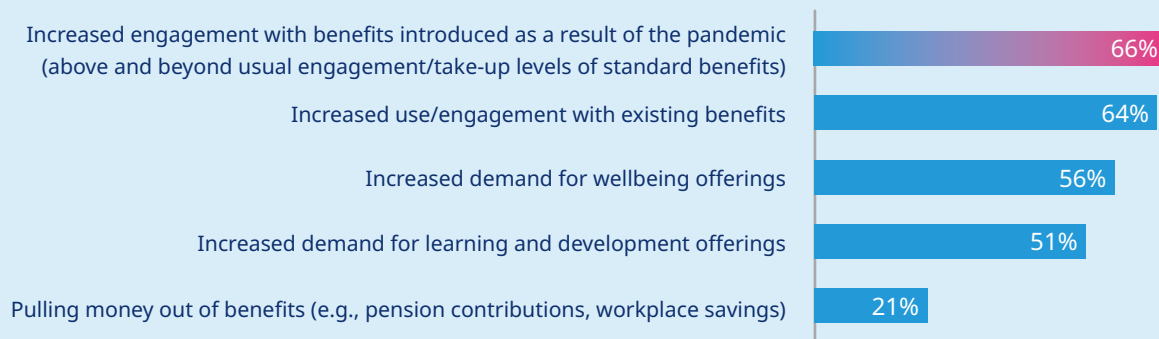 Increased engagement with benefits introduced as a result of the pandemic
(above and beyond usual engagement/take-up levels of standard benefits)
66%
Increased use/engagement with existing benefits
64%
Increased demand for wellbeing offerings
56%
Increased demand for learning and development offerings
51%
Pulling money out of benefits (e.g., pension contributions, workplace savings)
21%